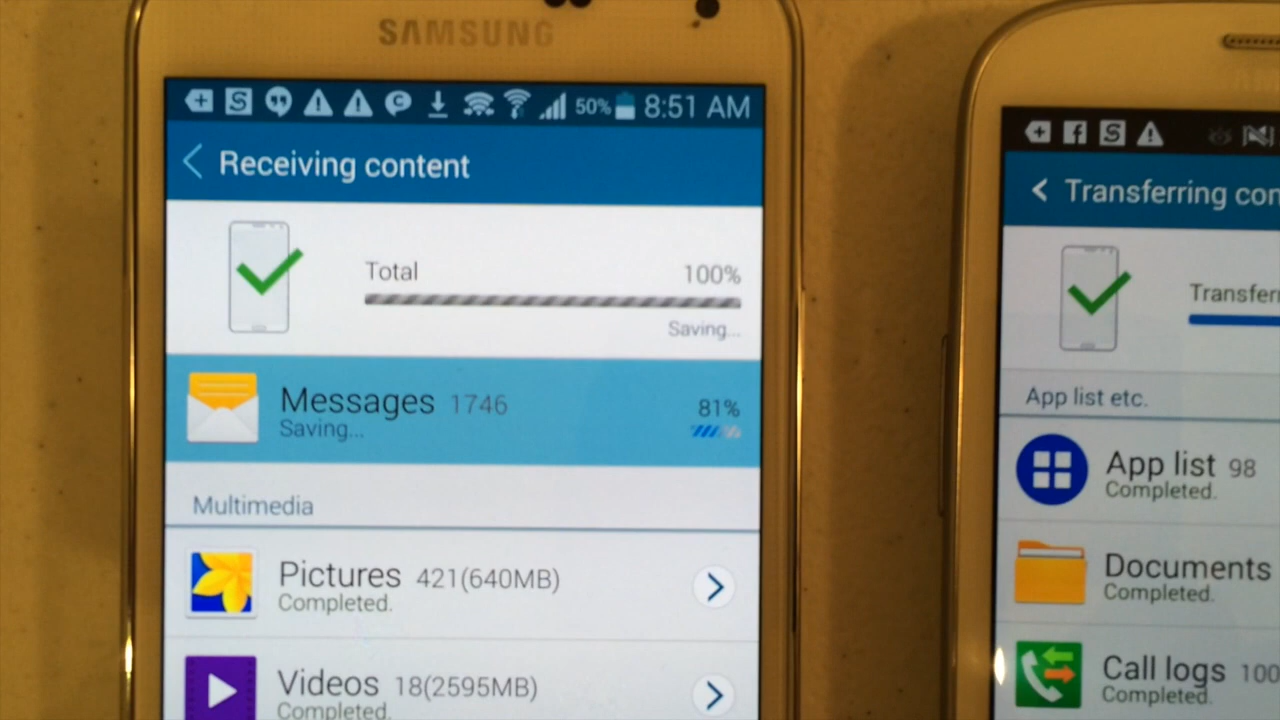 SAMSUNG
50% 8:51 AM
Receiving content
Total 100%
Saving...
Messages 1746 81%
Saving...
Multimedia
Pictures 421(640MB)
Completed.
Videos 18(2595MB)
Completed.
Transferring con
Transferr
App list etc.
App list 98
Completed.
Documents
Completed.
Call logs 100
Completed.